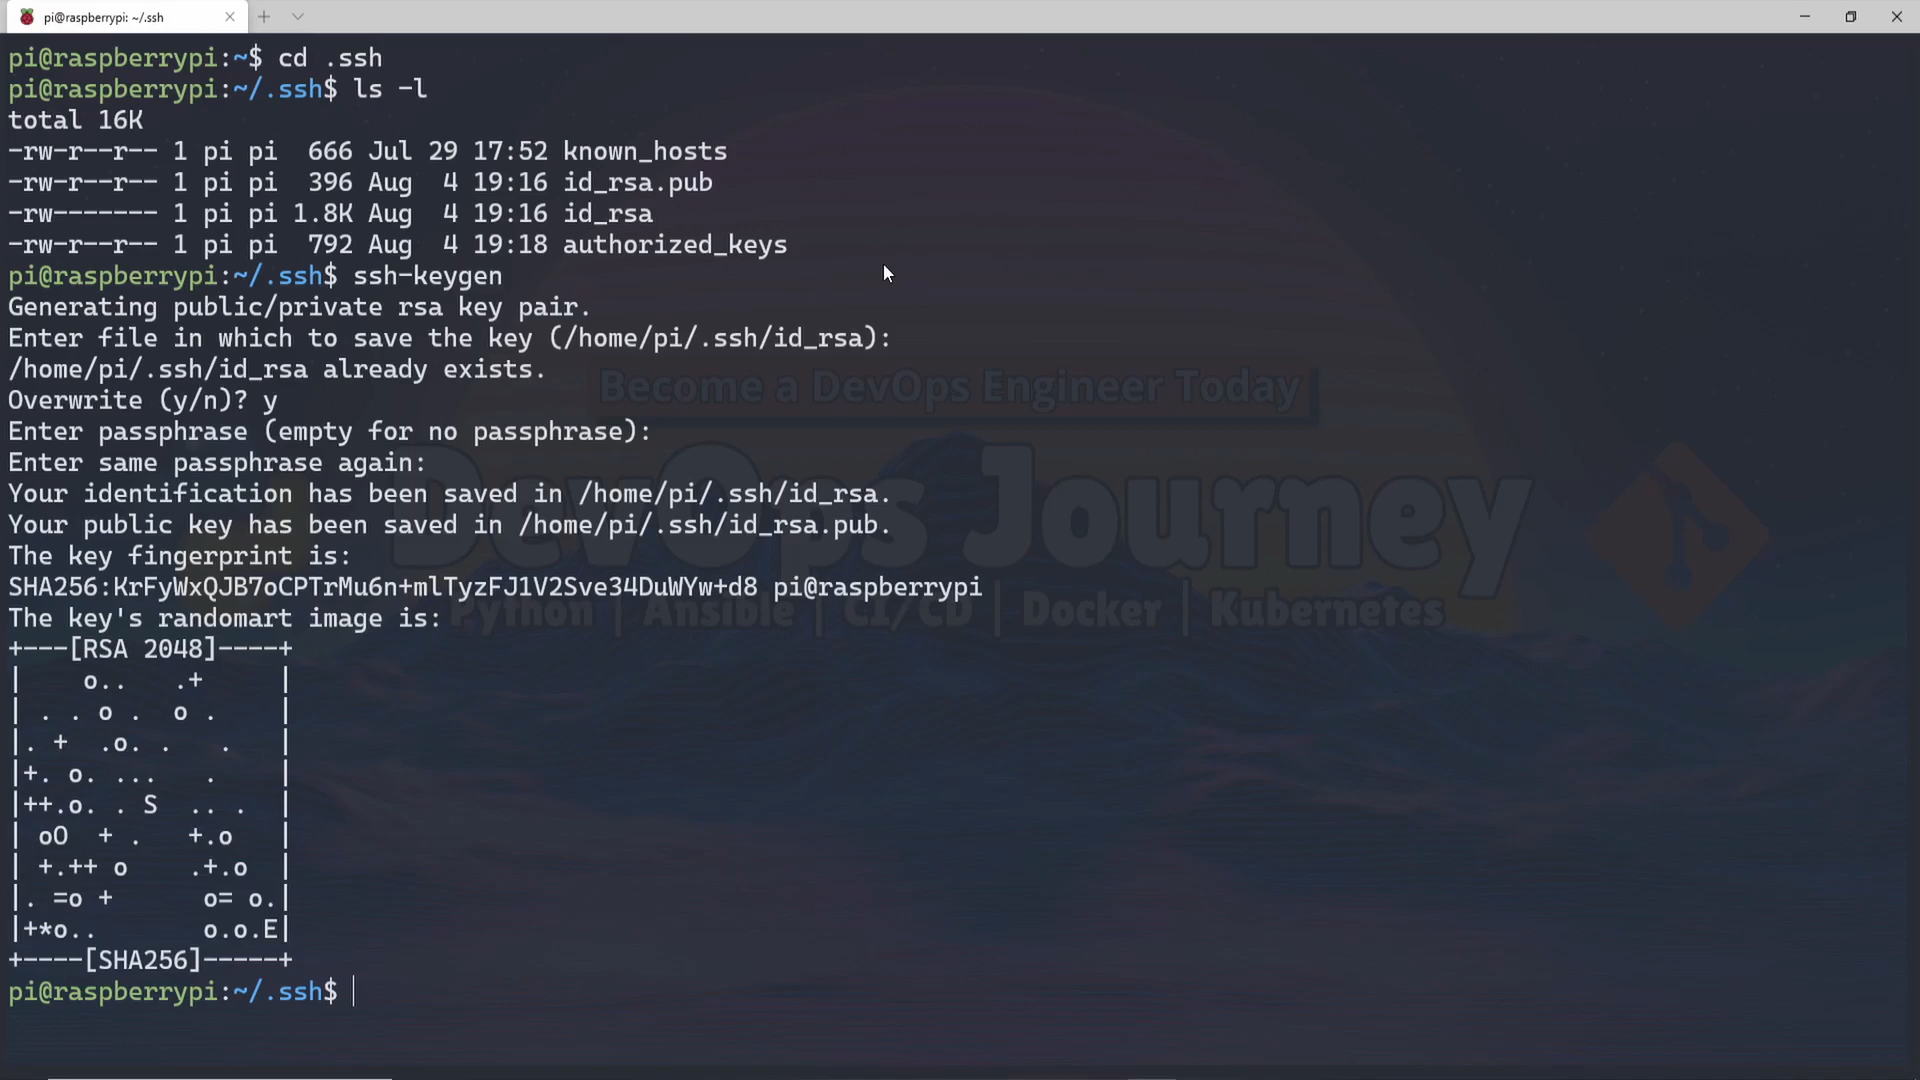 pi@raspberrypi: ~/.ssh
pi@raspberrypi:~$ cd .ssh
pi@raspberrypi:~/.ssh$ ls -l
total 16K
-rw-r--r-- 1 pi pi  666 Jul 29 17:52 known_hosts
-rw-r--r-- 1 pi pi  396 Aug  4 19:16 id_rsa.pub
-rw------- 1 pi pi 1.8K Aug  4 19:16 id_rsa
-rw-r--r-- 1 pi pi  792 Aug  4 19:18 authorized_keys
pi@raspberrypi:~/.ssh$ ssh-keygen
Generating public/private rsa key pair.
Enter file in which to save the key (/home/pi/.ssh/id_rsa):
/home/pi/.ssh/id_rsa already exists.
Overwrite (y/n)? y
Enter passphrase (empty for no passphrase):
Enter same passphrase again:
Your identification has been saved in /home/pi/.ssh/id_rsa.
Your public key has been saved in /home/pi/.ssh/id_rsa.pub.
The key fingerprint is:
SHA256:KrFyWxQJB7oCPTrMu6n+mlTyzFJ1V2Sve34DuWYw+d8 pi@raspberrypi
The key's randomart image is:
+---[RSA 2048]----+
|    o..   .+     |
| . . o .  o .    |
|. +  .o. .   .   |
|+. o. ...   .    |
|++.o. . S  .. .  |
| oO  + .   +.o   |
| +.++ o    .+.o  |
|. =o +      o= o.|
|+*o..       o.o.E|
+----[SHA256]-----+
pi@raspberrypi:~/.ssh$
Become a DevOps Engineer Today
DevOps Journey
Python | Ansible | CI/CD | Docker | Kubernetes